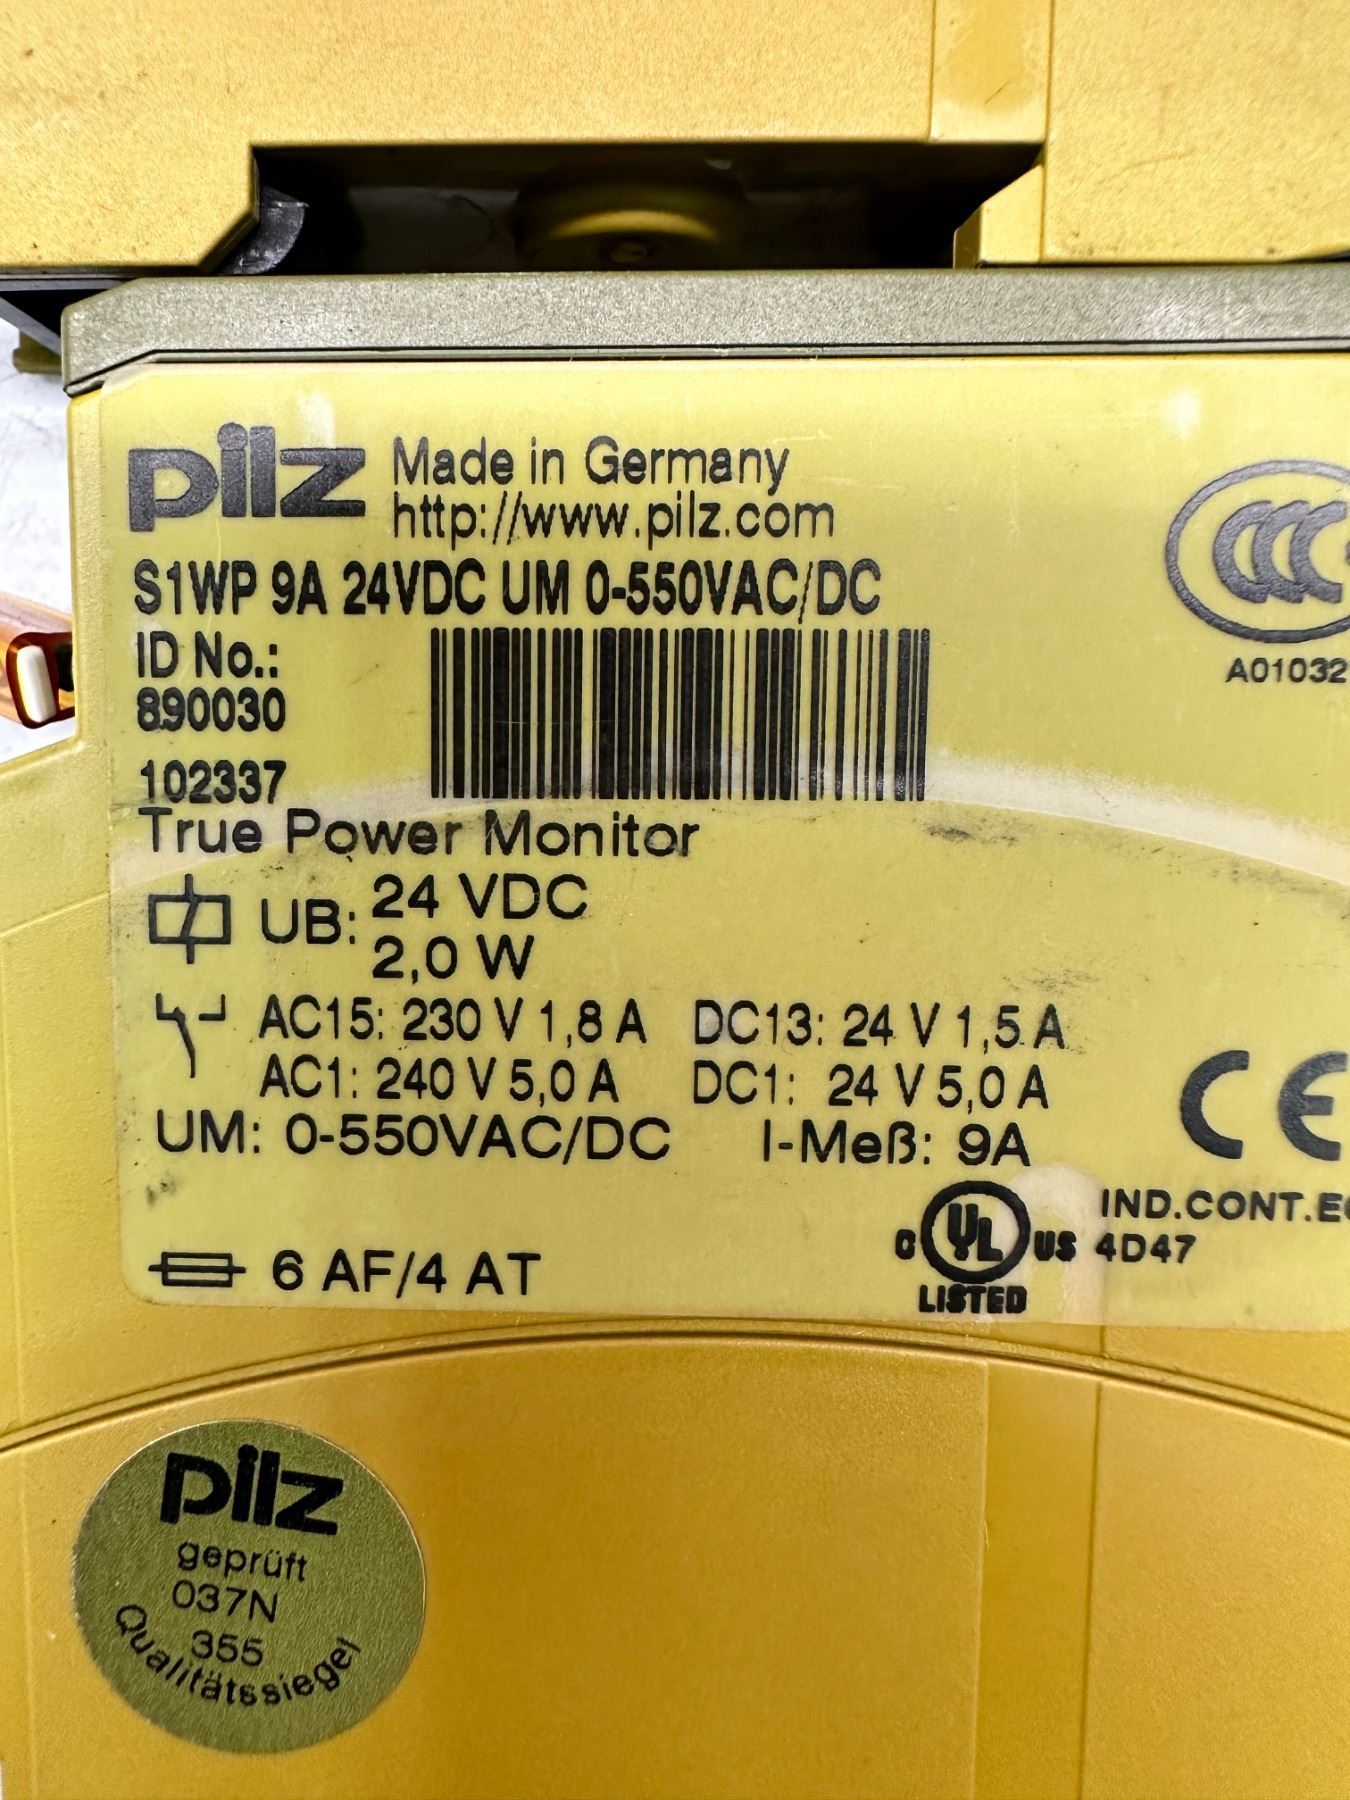 pilz Made in Germany
http://www.pilz.com
S1WP 9A 24VDC UM 0-550VAC/DC
ID No.:
890030
102337
True Power Monitor
UB: 24 VDC
2,0 W
AC15: 230 V 1,8 A DC13: 24 V 1,5 A
AC1: 240 V 5,0 A DC1: 24 V 5,0 A
UM: 0-550VAC/DC I-Meß: 9A
6 AF/4 AT
CCC
A01032
CE
C UL US
LISTED
IND.CONT.E
4D47
pilz
geprüft
037N
355
Qualitätssiegel